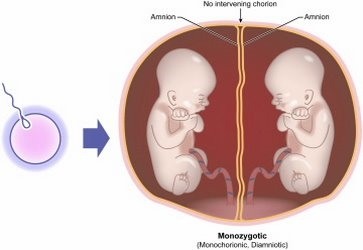 No intervening chorion
Amnion
Amnion
Monozygotic
(Monochorionic, Diamniotic)